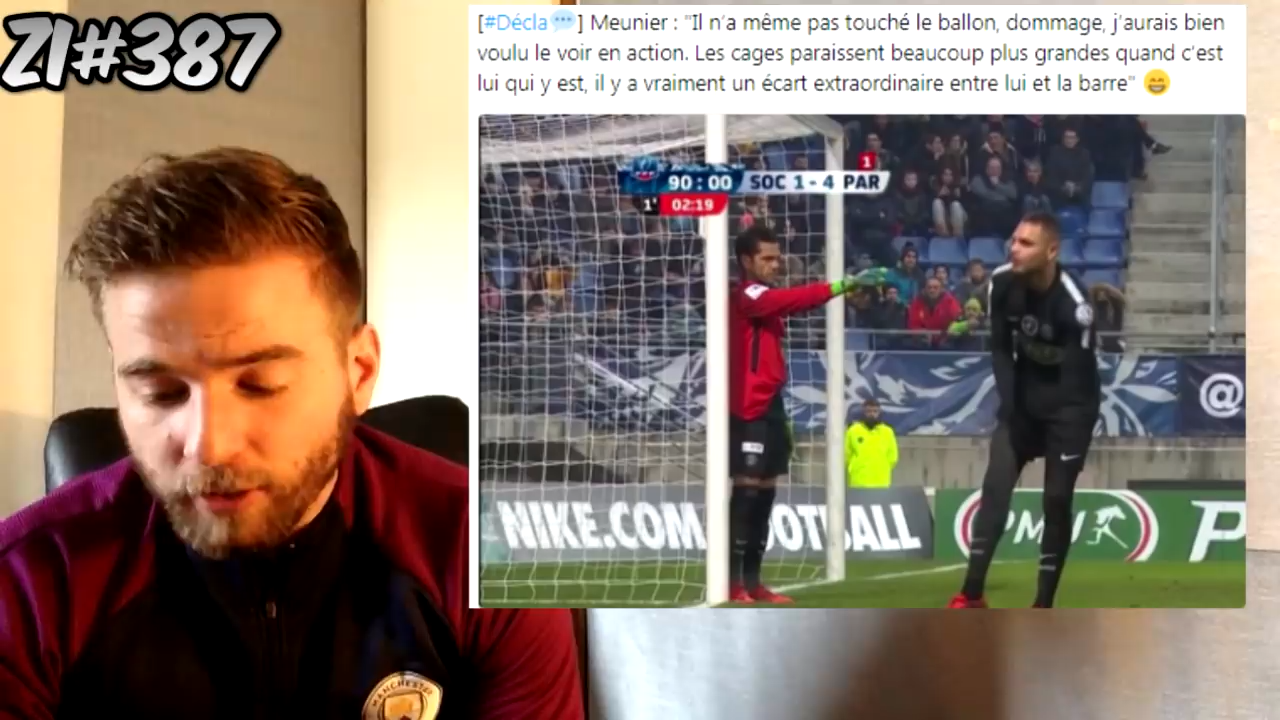 ZI#387
[#Décla💬] Meunier : "Il n’a même pas touché le ballon, dommage, j’aurais bien
voulu le voir en action. Les cages paraissent beaucoup plus grandes quand c’est
lui qui y est, il y a vraiment un écart extraordinaire entre lui et la barre" 😁
1
90 : 00 SOC 1 - 4 PAR
1' 02:19
@
NIKE.COM FOOTBALL
PMU
P
MANCHESTER